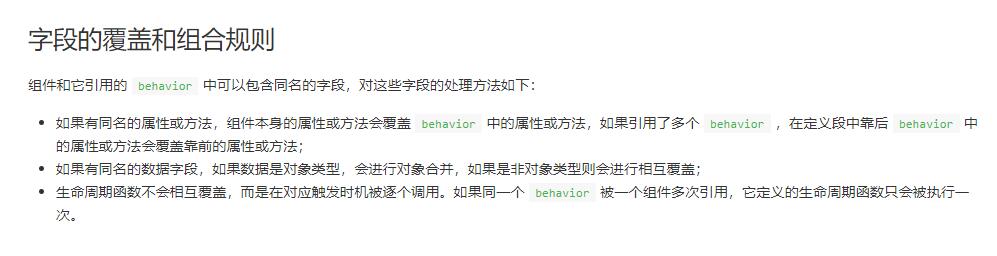 字段的覆盖和组合规则
组件和它引用的 behavior 中可以包含同名的字段，对这些字段的处理方法如下：
• 如果有同名的属性或方法，组件本身的属性或方法会覆盖 behavior 中的属性或方法，如果引用了多个 behavior ，在定义段中靠后 behavior 中
的属性或方法会覆盖靠前的属性或方法；
• 如果有同名的数据字段，如果数据是对象类型，会进行对象合并，如果是非对象类型则会进行相互覆盖；
• 生命周期函数不会相互覆盖，而是在对应触发时机被逐个调用。如果同一个 behavior 被一个组件多次引用，它定义的生命周期函数只会被执行一
次。